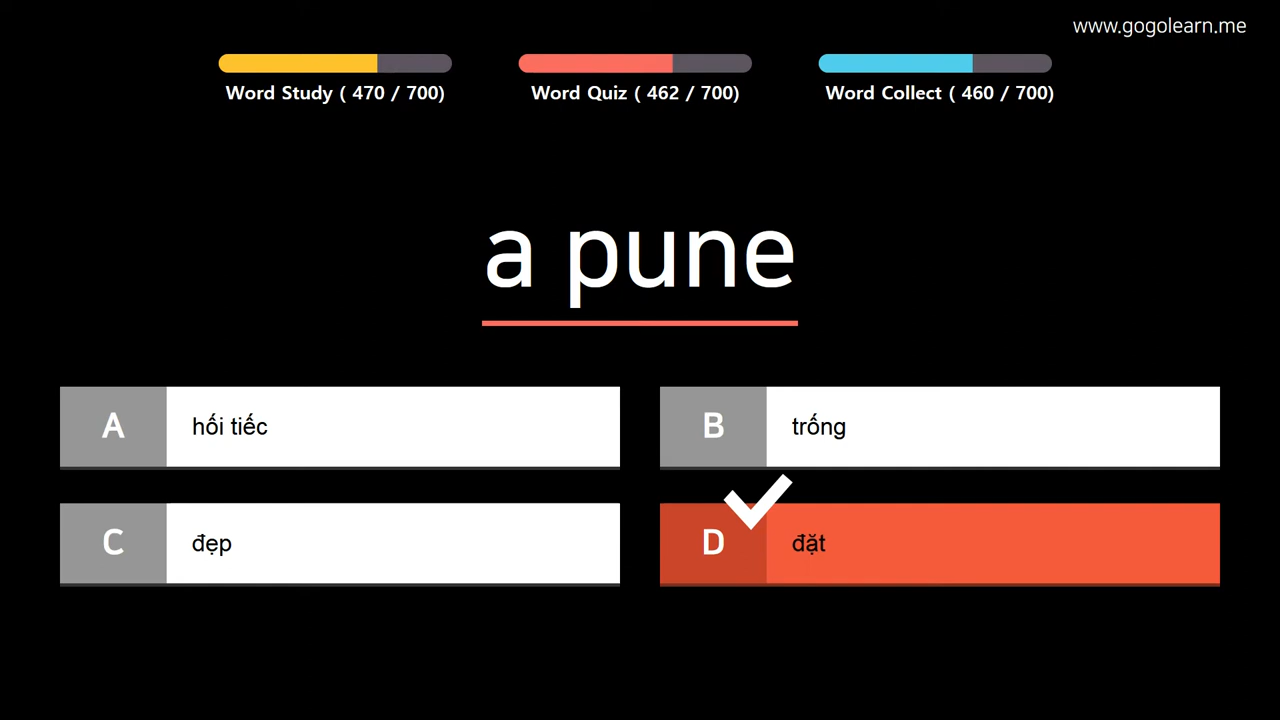 www.gogolearn.me
Word Study ( 470 / 700)
Word Quiz ( 462 / 700)
Word Collect ( 460 / 700)
a pune
A hối tiếc
B trống
C đẹp
D đặt